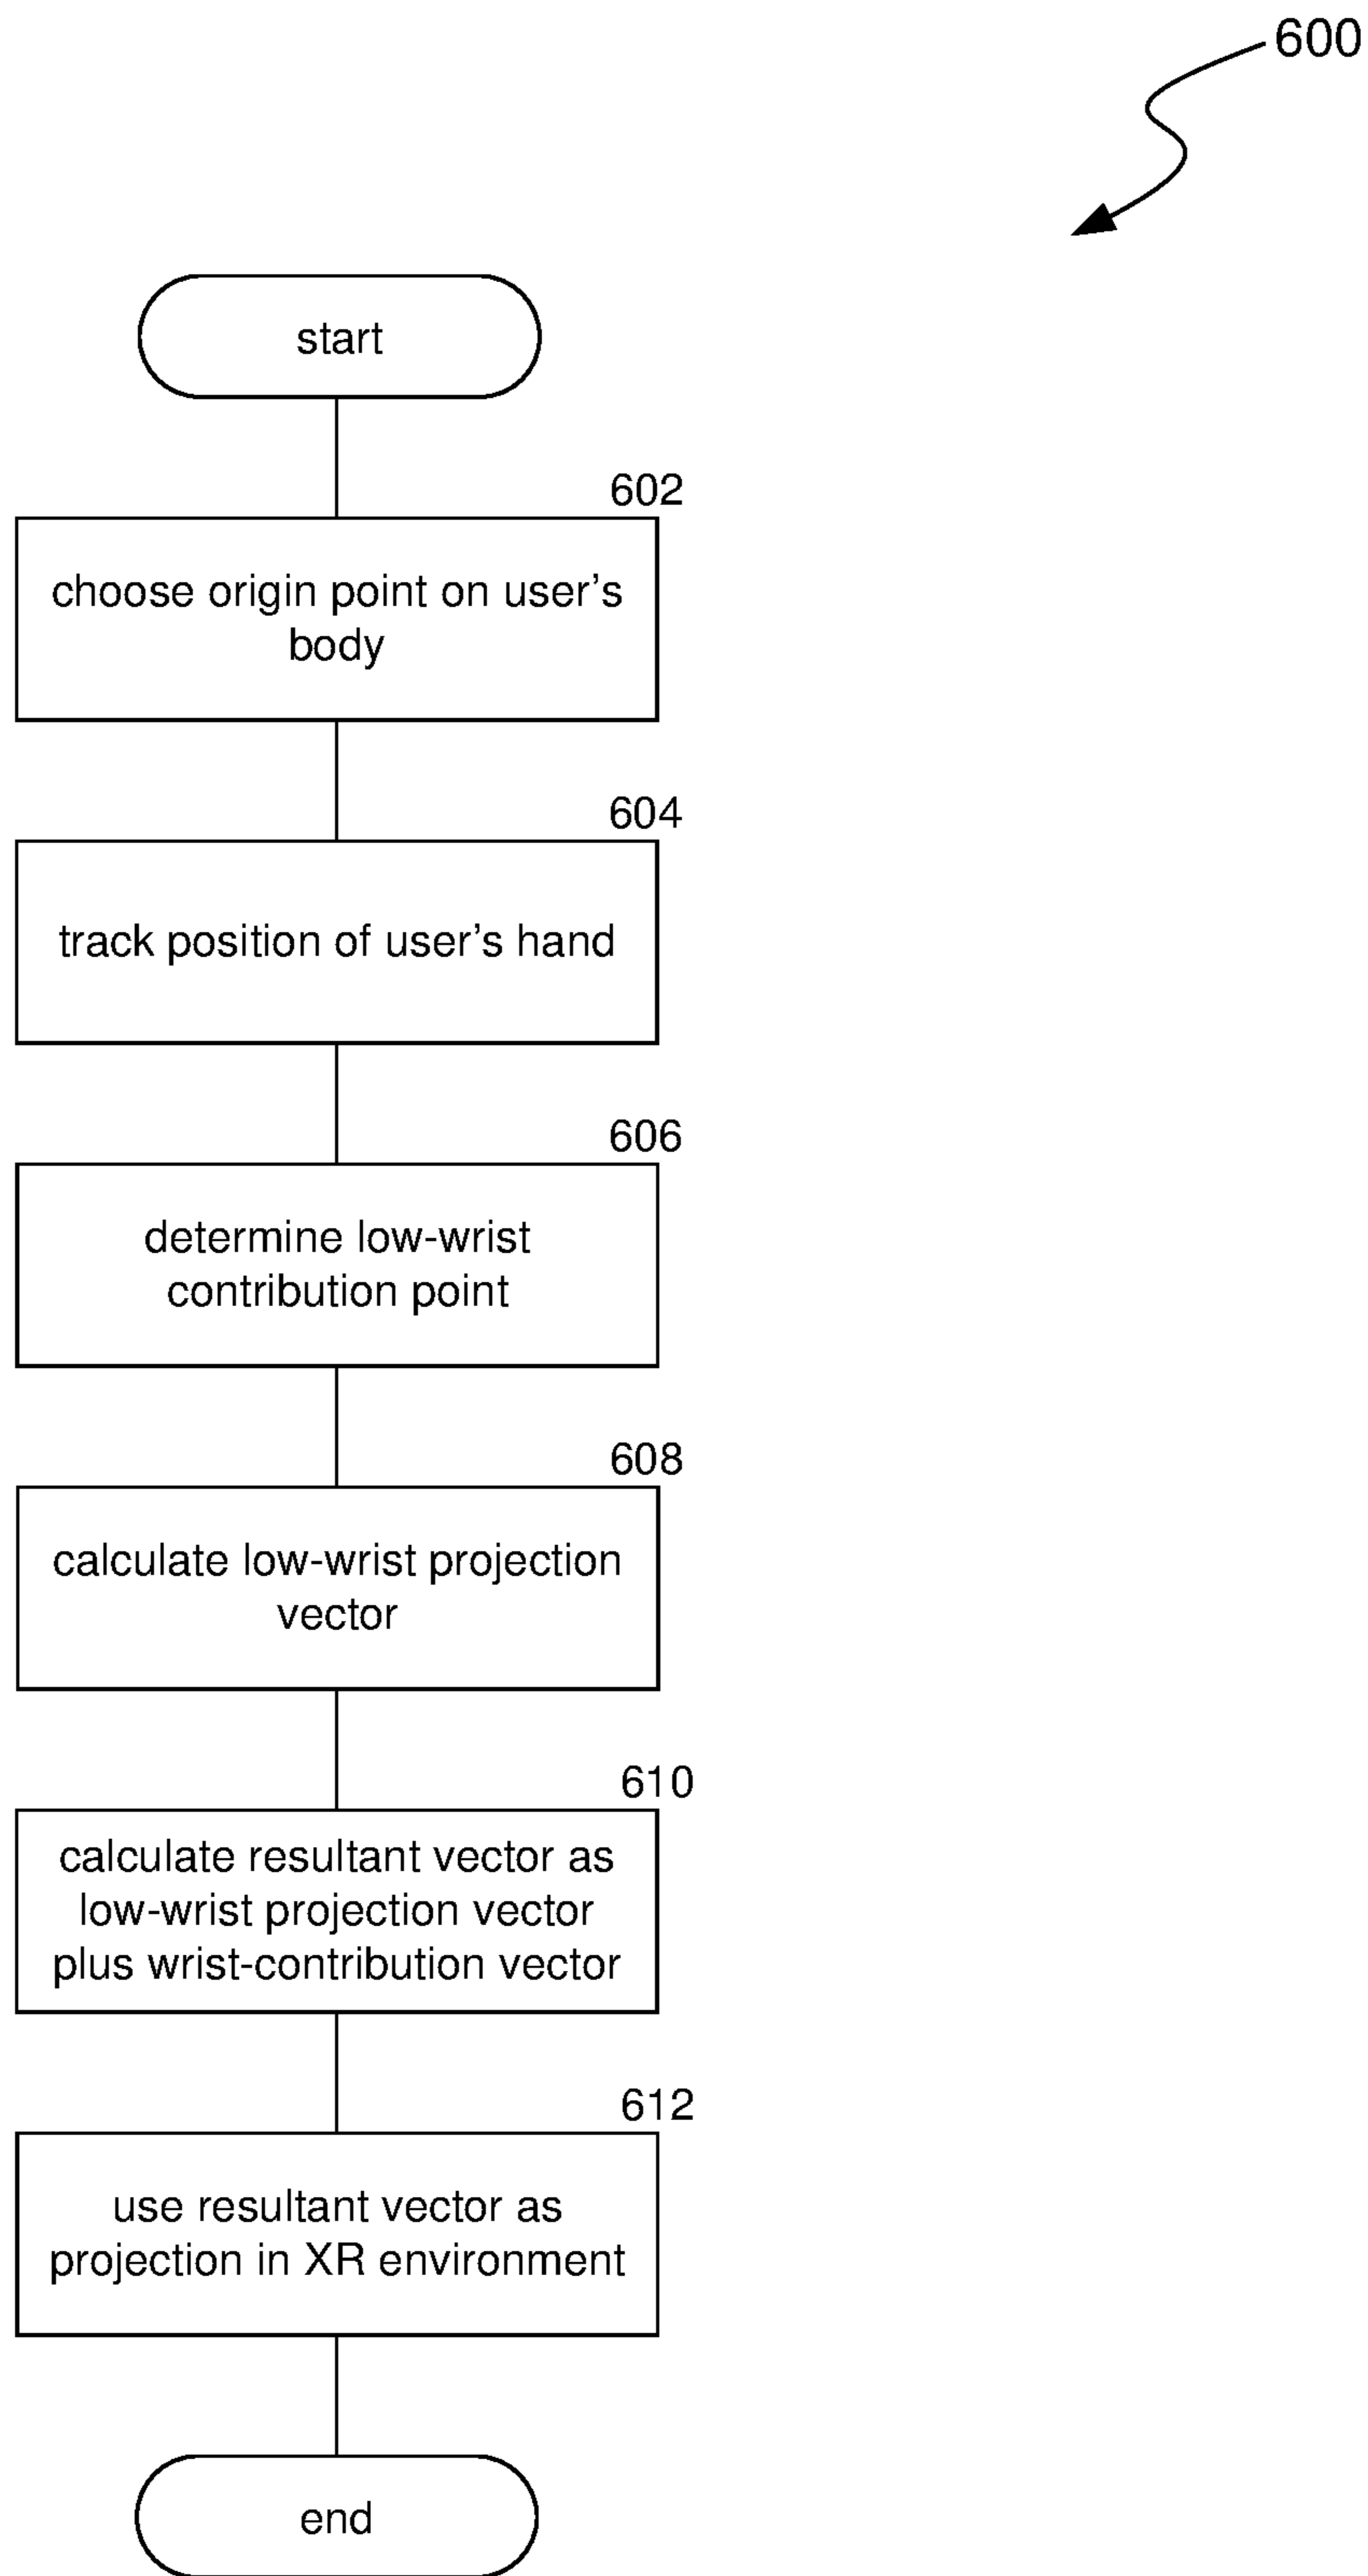 600
start
602
choose origin point on user’s
body
604
track position of user’s hand
606
determine low-wrist
contribution point
608
calculate low-wrist projection
vector
610
calculate resultant vector as
low-wrist projection vector
plus wrist-contribution vector
612
use resultant vector as
projection in XR environment
end